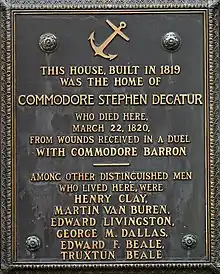 THIS HOUSE, BUILT IN 1819
WAS THE HOME OF
COMMODORE STEPHEN DECATUR
WHO DIED HERE,
MARCH 22, 1820,
FROM WOUNDS RECEIVED IN A DUEL
WITH COMMODORE BARRON
AMONG OTHER DISTINGUISHED MEN
WHO LIVED HERE, WERE
HENRY CLAY,
MARTIN VAN BUREN,
EDWARD LIVINGSTON,
GEORGE M. DALLAS,
EDWARD F. BEALE,
TRUXTUN BEALE